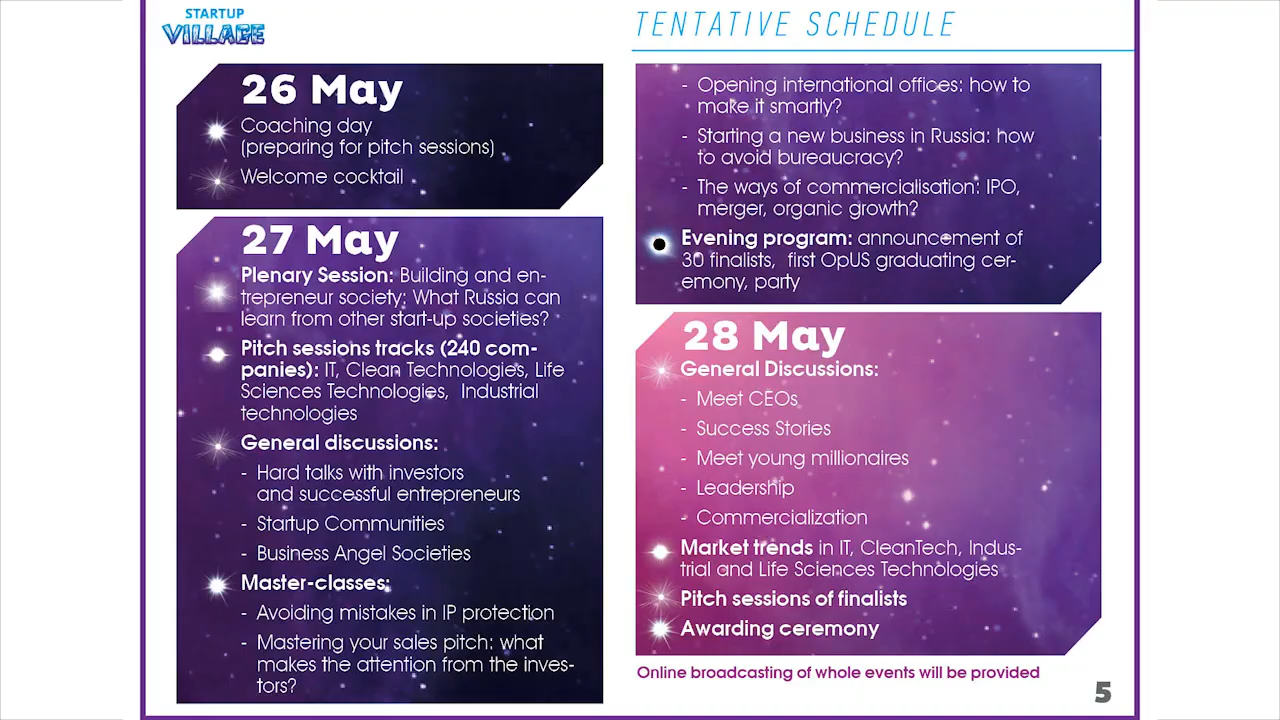 STARTUP
VILLAGE
TENTATIVE SCHEDULE
26 May
Coaching day
(preparing for pitch sessions)
Welcome cocktail
27 May
Plenary Session: Building and en-
trepreneur society: What Russia can
learn from other start-up societies?
Pitch sessions tracks (240 com-
panies): IT, Clean Technologies, Life
Sciences Technologies, Industrial
technologies
General discussions:
- Hard talks with investors
and successful entrepreneurs
- Startup Communities
- Business Angel Societies
Master-classes:
- Avoiding mistakes in IP protection
- Mastering your sales pitch: what
makes the attention from the inves-
tors?
- Opening international offices: how to
make it smartly?
- Starting a new business in Russia: how
to avoid bureaucracy?
- The ways of commercialisation: IPO,
merger, organic growth?
Evening program: announcement of
30 finalists, first OpUS graduating cer-
emony, party
28 May
General Discussions:
- Meet CEOs
- Success Stories
- Meet young millionaires
- Leadership
- Commercialization
Market trends in IT, CleanTech, Indus-
trial and Life Sciences Technologies
Pitch sessions of finalists
Awarding ceremony
Online broadcasting of whole events will be provided
5